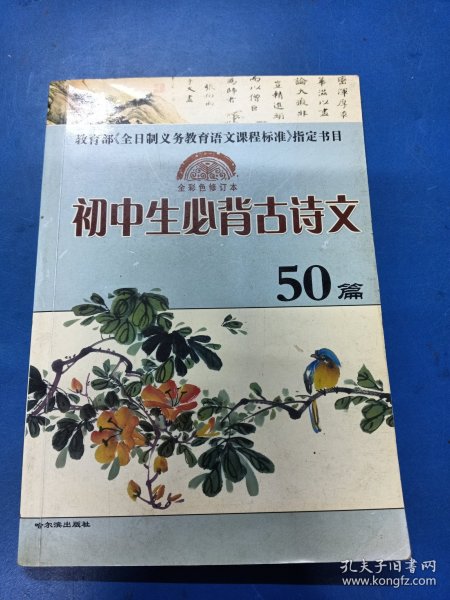 教育部《全日制义务教育语文课程标准》指定书目
全彩色修订本
初中生必背古诗文
50篇
哈尔滨出版社
孔夫子旧书网
www.kongfz.com